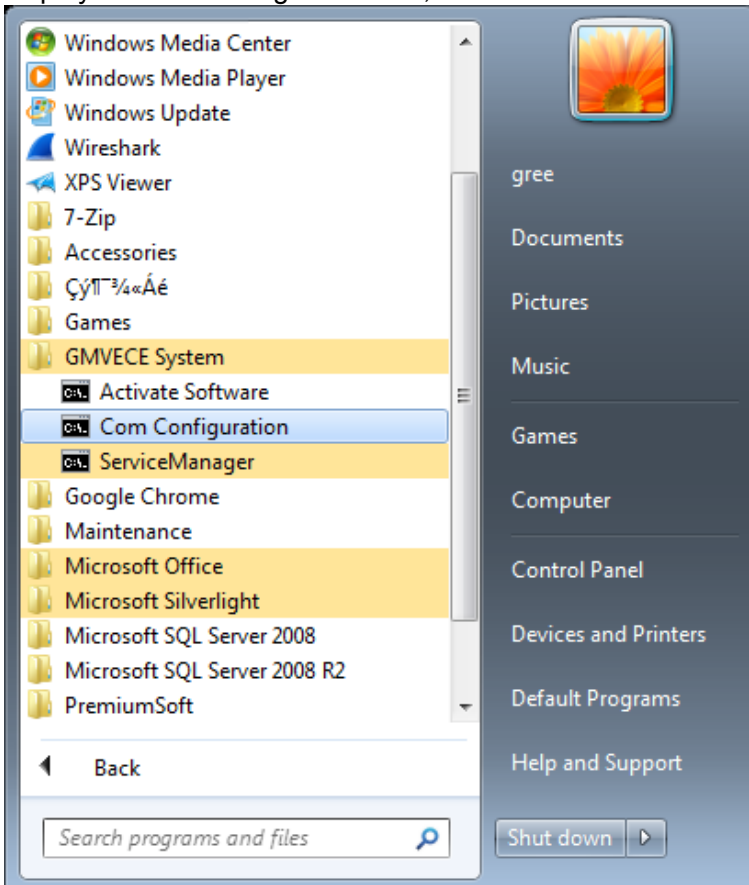 Windows Media Center
Windows Media Player
Windows Update
Wireshark
XPS Viewer
7-Zip
Accessories
Çý¶¯¾«Áé
Games
GMVECE System
Activate Software
Com Configuration
ServiceManager
Google Chrome
Maintenance
Microsoft Office
Microsoft Silverlight
Microsoft SQL Server 2008
Microsoft SQL Server 2008 R2
PremiumSoft
Back
Search programs and files
gree
Documents
Pictures
Music
Games
Computer
Control Panel
Devices and Printers
Default Programs
Help and Support
Shut down